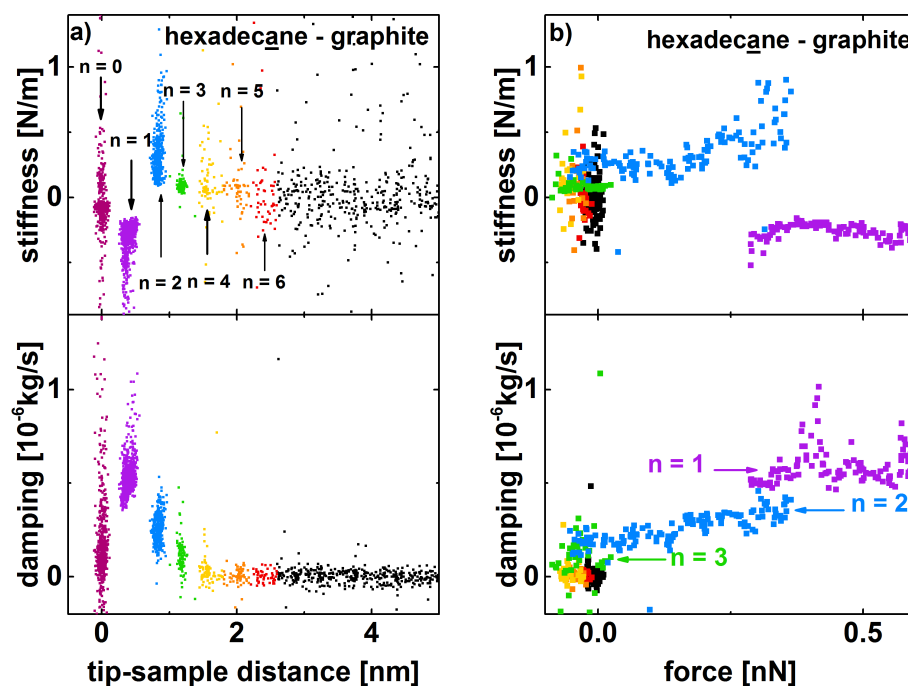 a) hexadecane - graphite
n = 0
n = 3
n = 5
n = 1
n = 2
n = 4
n = 6
stiffness [N/m]
1
0
damping [10⁻⁶kg/s]
1
0
0
2
4
tip-sample distance [nm]
b) hexadecane - graphite
stiffness [N/m]
1
0
damping [10⁻⁶kg/s]
1
0
n = 1
n = 2
n = 3
0.0
0.5
force [nN]